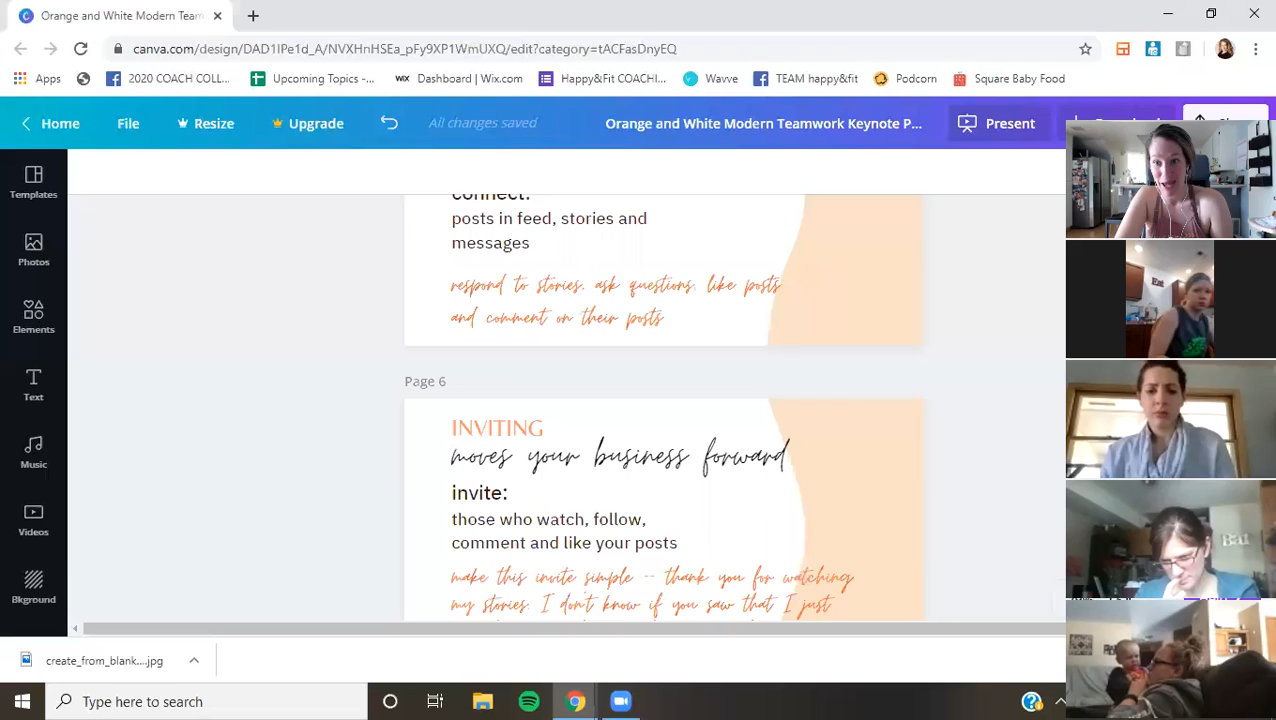 Orange and White Modern Team
canva.com/design/DAD1IPe1d_A/NVXHnHSEa_pFy9XP1WmUXQ/edit?category=tACFasDnyEQ
Apps
2020 COACH COLL...
Upcoming Topics -...
WIX Dashboard | Wix.com
Happy&Fit COACHI...
Wavve
TEAM happy&fit
Podcorn
Square Baby Food
Home
File
Resize
Upgrade
All changes saved
Orange and White Modern Teamwork Keynote P...
Present
Templates
Photos
Elements
Text
Music
Videos
Bkground
connect:
posts in feed, stories and
messages
respond to stories. ask questions. like posts
and comment on their posts
Page 6
INVITING
moves your business forward
invite:
those who watch, follow,
comment and like your posts
make this invite simple -- thank you for watching
my stories. I don't know if you saw that I just
Eat
create_from_blank....jpg
Type here to search